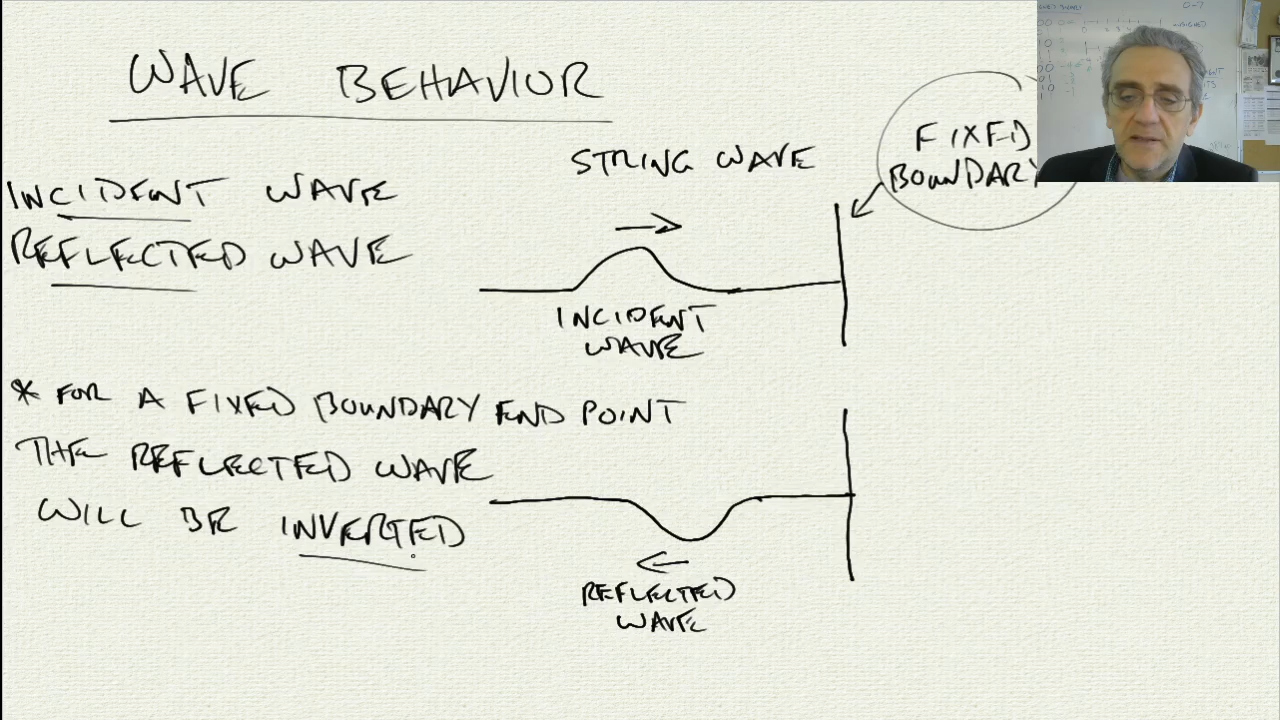 WAVE BEHAVIOR
INCIDENT WAVE
REFLECTED WAVE
STRING WAVE
FIXED
BOUNDARY
INCIDENT
WAVE
* FOR A FIXED BOUNDARY END POINT
THE REFLECTED WAVE
WILL BE INVERTED
REFLECTED
WAVE